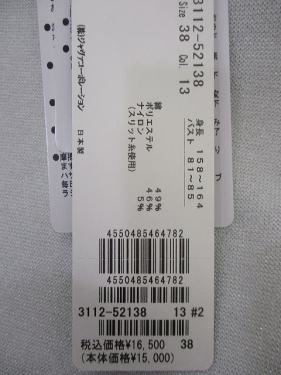 3112-52138
Size 38 Col. 13
身長 158~164
バスト 81~85
綿 49%
ポリエステル 46%
ナイロン 5%
(スリット糸使用)
(株)ジャヴァコーポレーション 日本製
4550485464782
4550485464782
3112-52138 13 #2
税込価格¥16,500 38
(本体価格¥15,000)